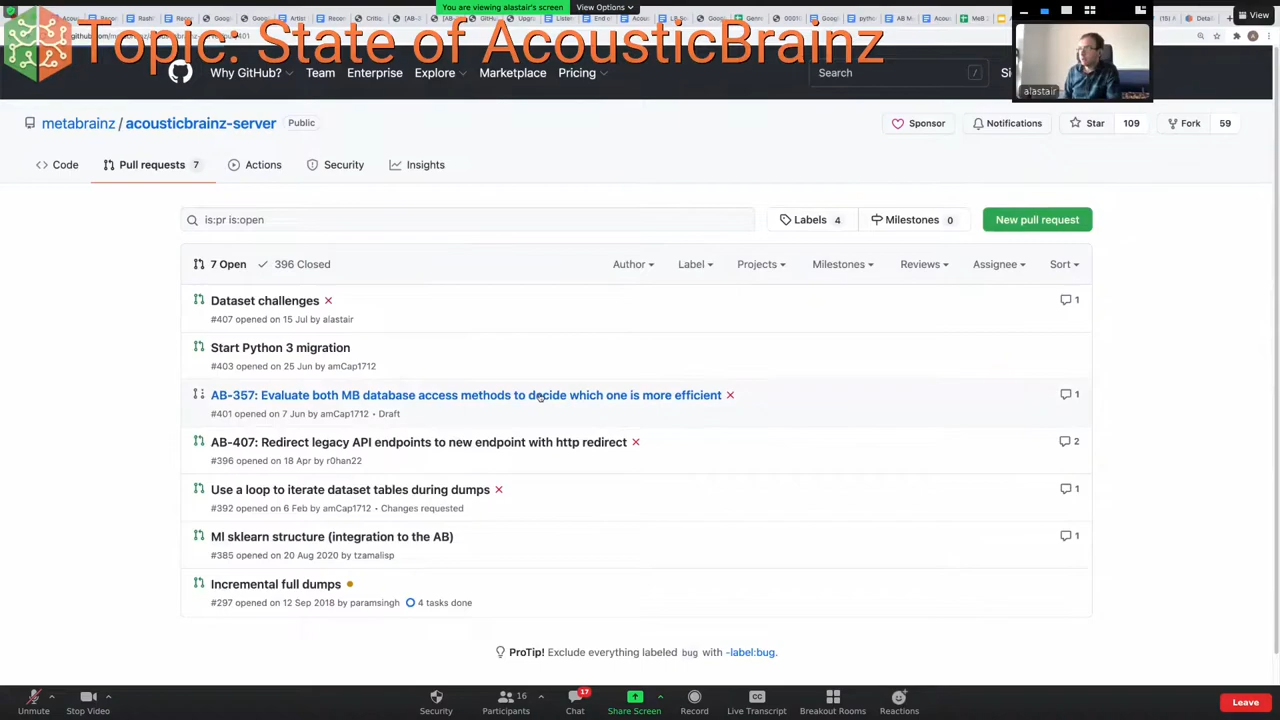 You are viewing alastair's screen
View Options
View
Topic: State of AcousticBrainz
alastair
Why GitHub?
Team
Enterprise
Explore
Marketplace
Pricing
Search
/
metabrainz / acousticbrainz-server
Public
Sponsor
Notifications
Star
109
Fork
59
Code
Pull requests 7
Actions
Security
Insights
is:pr is:open
Labels 4
Milestones 0
New pull request
7 Open
396 Closed
Author
Label
Projects
Milestones
Reviews
Assignee
Sort
Dataset challenges
1
#407 opened on 15 Jul by alastair
Start Python 3 migration
#403 opened on 25 Jun by amCap1712
AB-357: Evaluate both MB database access methods to decide which one is more efficient
1
#401 opened on 7 Jun by amCap1712 • Draft
AB-407: Redirect legacy API endpoints to new endpoint with http redirect
2
#396 opened on 18 Apr by r0han22
Use a loop to iterate dataset tables during dumps
1
#392 opened on 6 Feb by amCap1712 • Changes requested
Ml sklearn structure (integration to the AB)
1
#385 opened on 20 Aug 2020 by tzamalisp
Incremental full dumps
#297 opened on 12 Sep 2018 by paramsingh
4 tasks done
ProTip! Exclude everything labeled bug with -label:bug.
Unmute
Stop Video
Security
16
Participants
17
Chat
Share Screen
Record
CC
Live Transcript
Breakout Rooms
Reactions
Leave